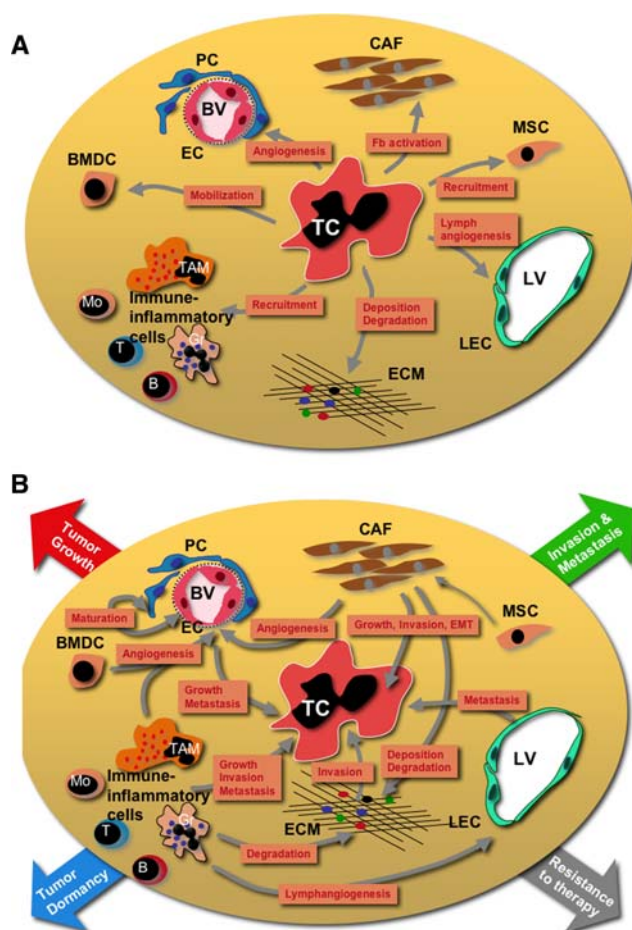 A
CAF
PC
BV
MSC
EC
Angiogenesis
Fb activation
BMDC
Mobilization
Recruitment
TC
Lymph
angiogenesis
TAM
LV
Mo
Immune-
inflammatory
cells
Recruitment
Deposition
Degradation
Gr
T
LEC
ECM
B
B
Tumor
Growth
Invasion &
Metastasis
CAF
PC
BV
MSC
Maturation
EC
Angiogenesis
Growth, Invasion, EMT
BMDC
Angiogenesis
Growth
Metastasis
TC
Metastasis
TAM
LV
Mo
Immune-
inflammatory
cells
Growth
Invasion
Metastasis
Invasion
Deposition
Degradation
Gr
T
ECM
LEC
Degradation
B
Lymphangiogenesis
Tumor
Dormancy
Resistance
to therapy